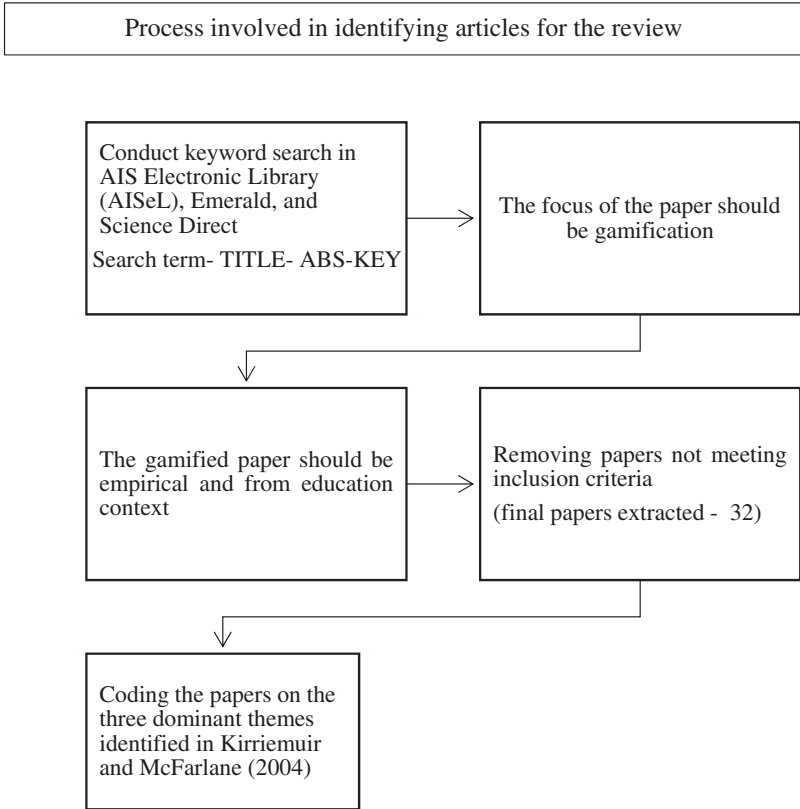 Process involved in identifying articles for the review
Conduct keyword search in
AIS Electronic Library
(AISeL), Emerald, and
Science Direct
Search term- TITLE- ABS-KEY
The focus of the paper should
be gamification
The gamified paper should be
empirical and from education
context
Removing papers not meeting
inclusion criteria
(final papers extracted - 32)
Coding the papers on the
three dominant themes
identified in Kirriemuir
and McFarlane (2004)